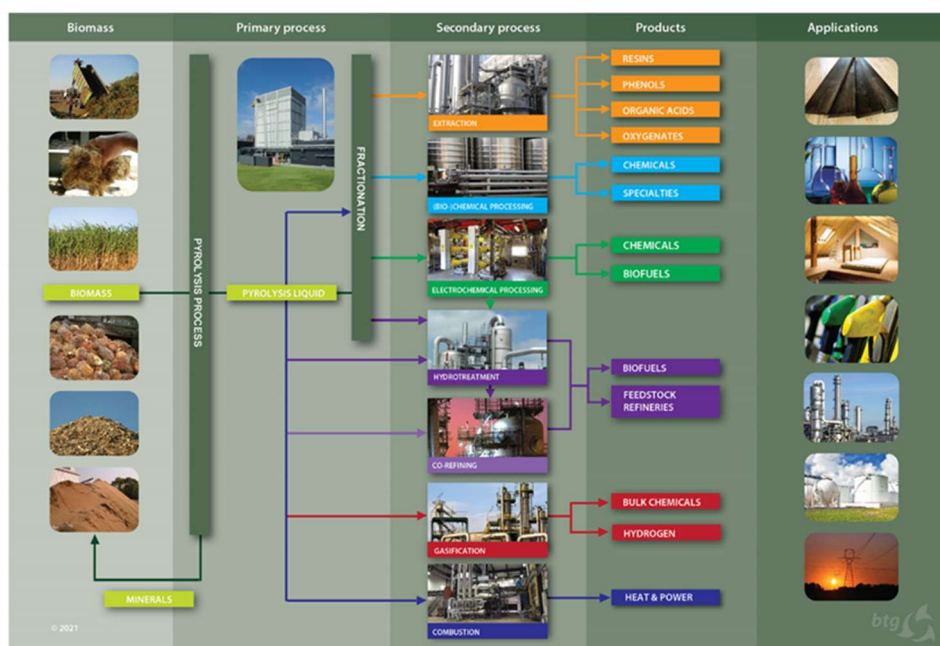 Biomass
Primary process
Secondary process
Products
Applications
BIOMASS
MINERALS
© 2021
PYROLYSIS PROCESS
PYROLYSIS LIQUID
FRACTIONATION
EXTRACTION
(BIO-)CHEMICAL PROCESSING
ELECTROCHEMICAL PROCESSING
HYDROTREATMENT
CO-REFINING
GASIFICATION
COMBUSTION
RESINS
PHENOLS
ORGANIC ACIDS
OXYGENATES
CHEMICALS
SPECIALTIES
CHEMICALS
BIOFUELS
BIOFUELS
FEEDSTOCK
REFINERIES
BULK CHEMICALS
HYDROGEN
HEAT & POWER
btg